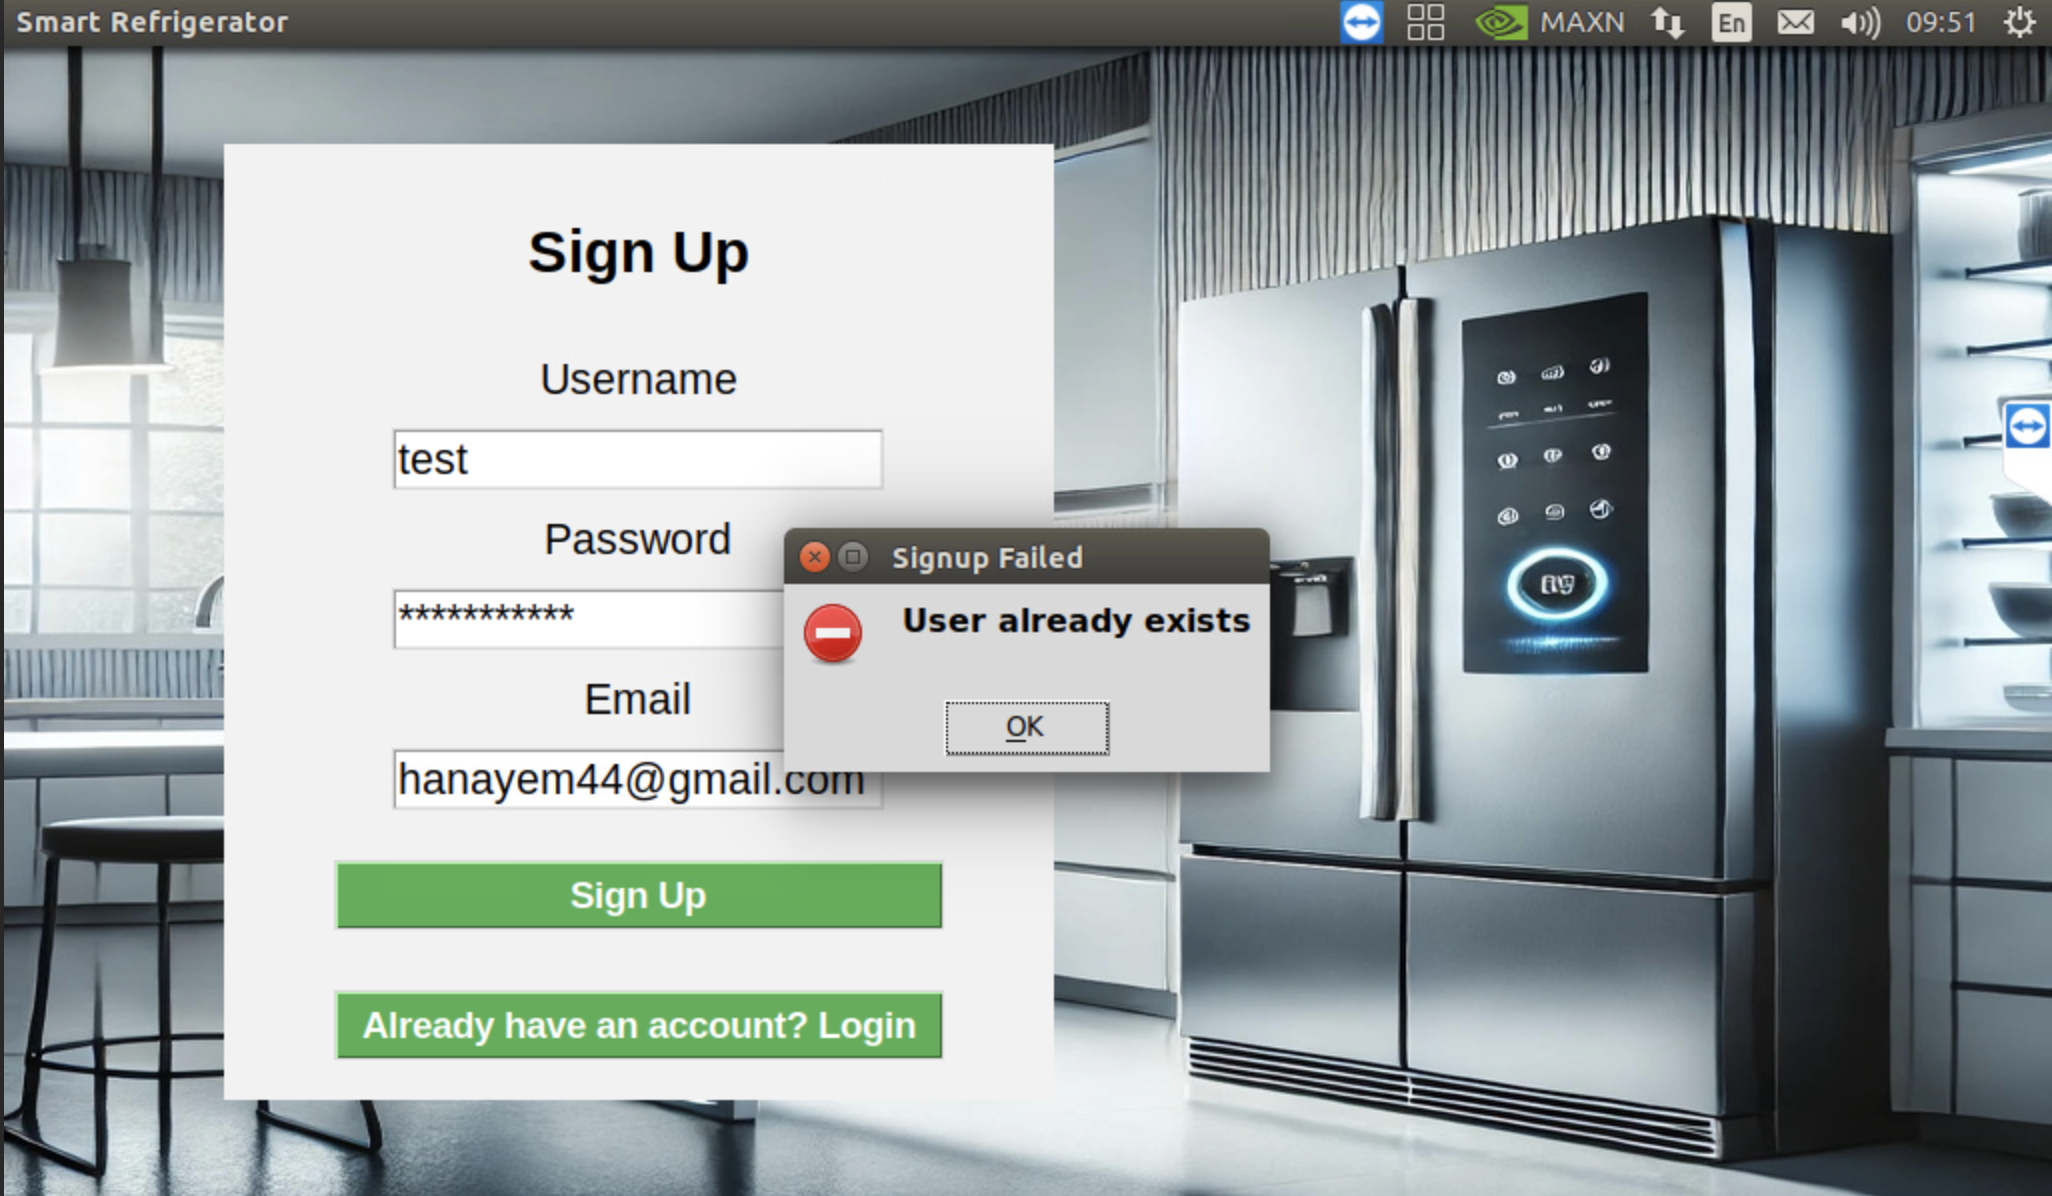 Smart Refrigerator
MAXN
En
09:51
Sign Up
Username
test
Password
***********
Signup Failed
User already exists
OK
Email
hanayem44@gmail.com
Sign Up
Already have an account? Login